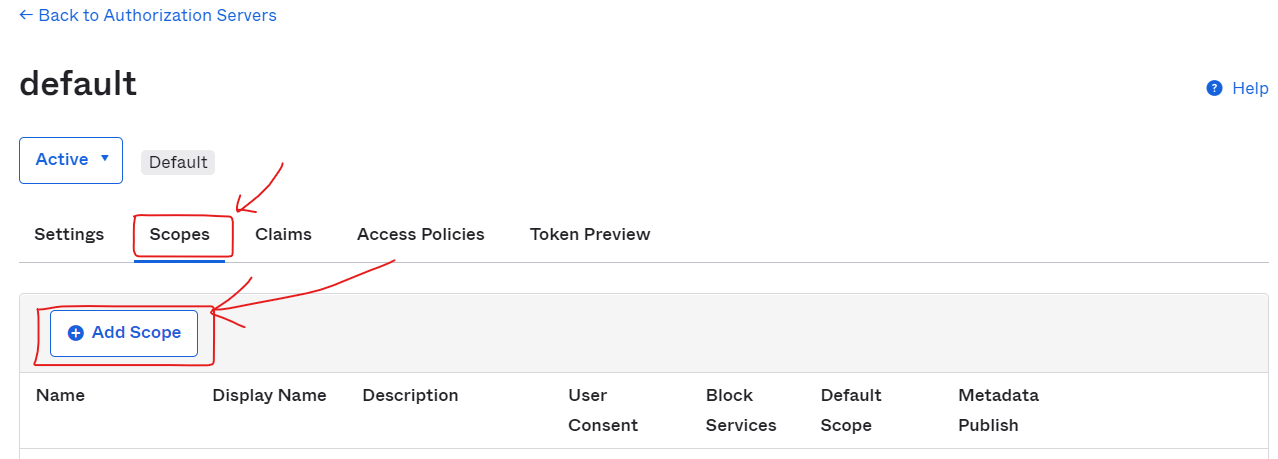 ← Back to Authorization Servers
default
? Help
Active
Default
Settings Scopes Claims Access Policies Token Preview
+ Add Scope
Name Display Name Description User Consent Block Services Default Scope Metadata Publish